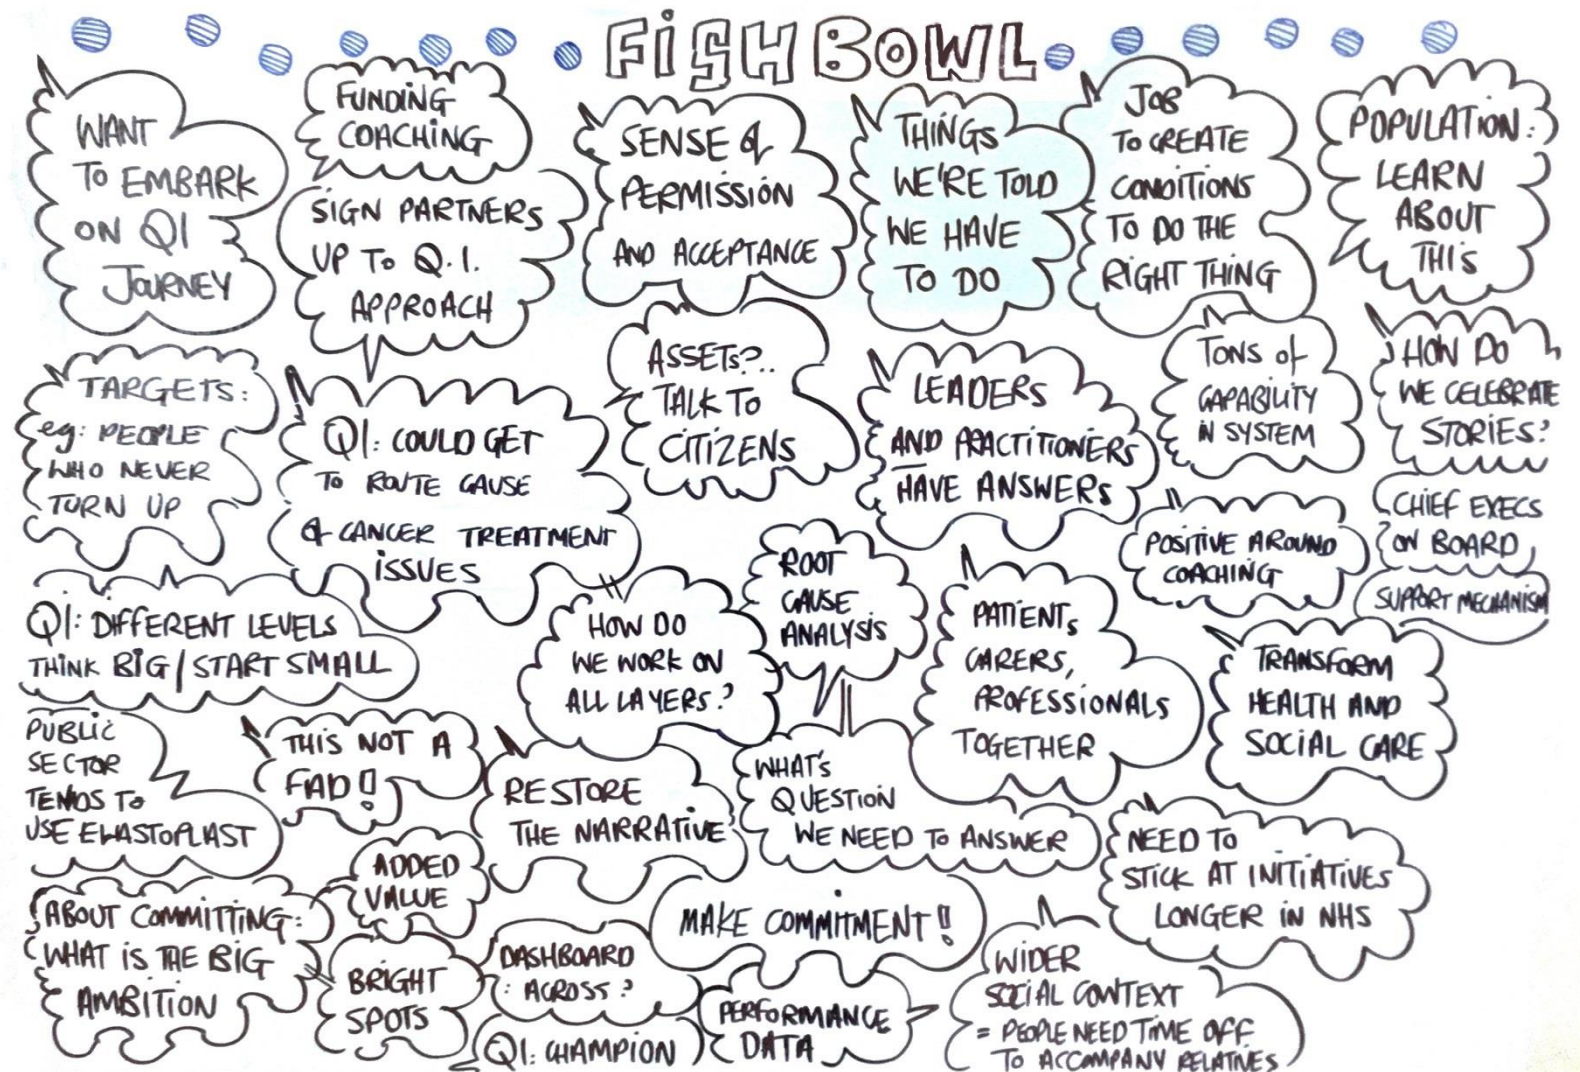 FISH BOWL
WANT
TO EMBARK
ON QI
JOURNEY
FUNDING
COACHING
SIGN PARTNERS
UP TO Q.I.
APPROACH
SENSE of
PERMISSION
AND ACCEPTANCE
THINGS
WE'RE TOLD
WE HAVE
TO DO
JOB
TO CREATE
CONDITIONS
TO DO THE
RIGHT THING
POPULATION:
LEARN
ABOUT
THIS
TARGETS:
eg: PEOPLE
WHO NEVER
TURN UP
QI: COULD GET
TO ROUTE CAUSE
of CANCER TREATMENT
ISSUES
ASSETS?..
TALK TO
CITIZENS
LEADERS
AND PRACTITIONERS
HAVE ANSWERS
TONS of
CAPABILITY
IN SYSTEM
HOW DO
WE CELEBRATE
STORIES?
CHIEF EXECS
ON BOARD,
SUPPORT MECHANISM
POSITIVE AROUND
COACHING
QI: DIFFERENT LEVELS
THINK BIG/START SMALL
HOW DO
WE WORK ON
ALL LAYERS?
ROOT
CAUSE
ANALYSIS
PATIENTS
CARERS,
PROFESSIONALS
TOGETHER
TRANSFORM
HEALTH AND
SOCIAL CARE
PUBLIC
SECTOR
TENDS TO
USE ELASTOPLAST
THIS NOT A
FAD!!
RESTORE
THE NARRATIVE
WHAT'S
QUESTION
WE NEED TO ANSWER
NEED TO
STICK AT INITIATIVES
LONGER IN NHS
ADDED
VALUE
ABOUT COMMITTING:
WHAT IS THE BIG
AMBITION
BRIGHT
SPOTS
DASHBOARD
: ACROSS?
QI: CHAMPION
MAKE COMMITMENT!!
PERFORMANCE
DATA
WIDER
SOCIAL CONTEXT
= PEOPLE NEED TIME OFF
TO ACCOMPANY RELATIVES